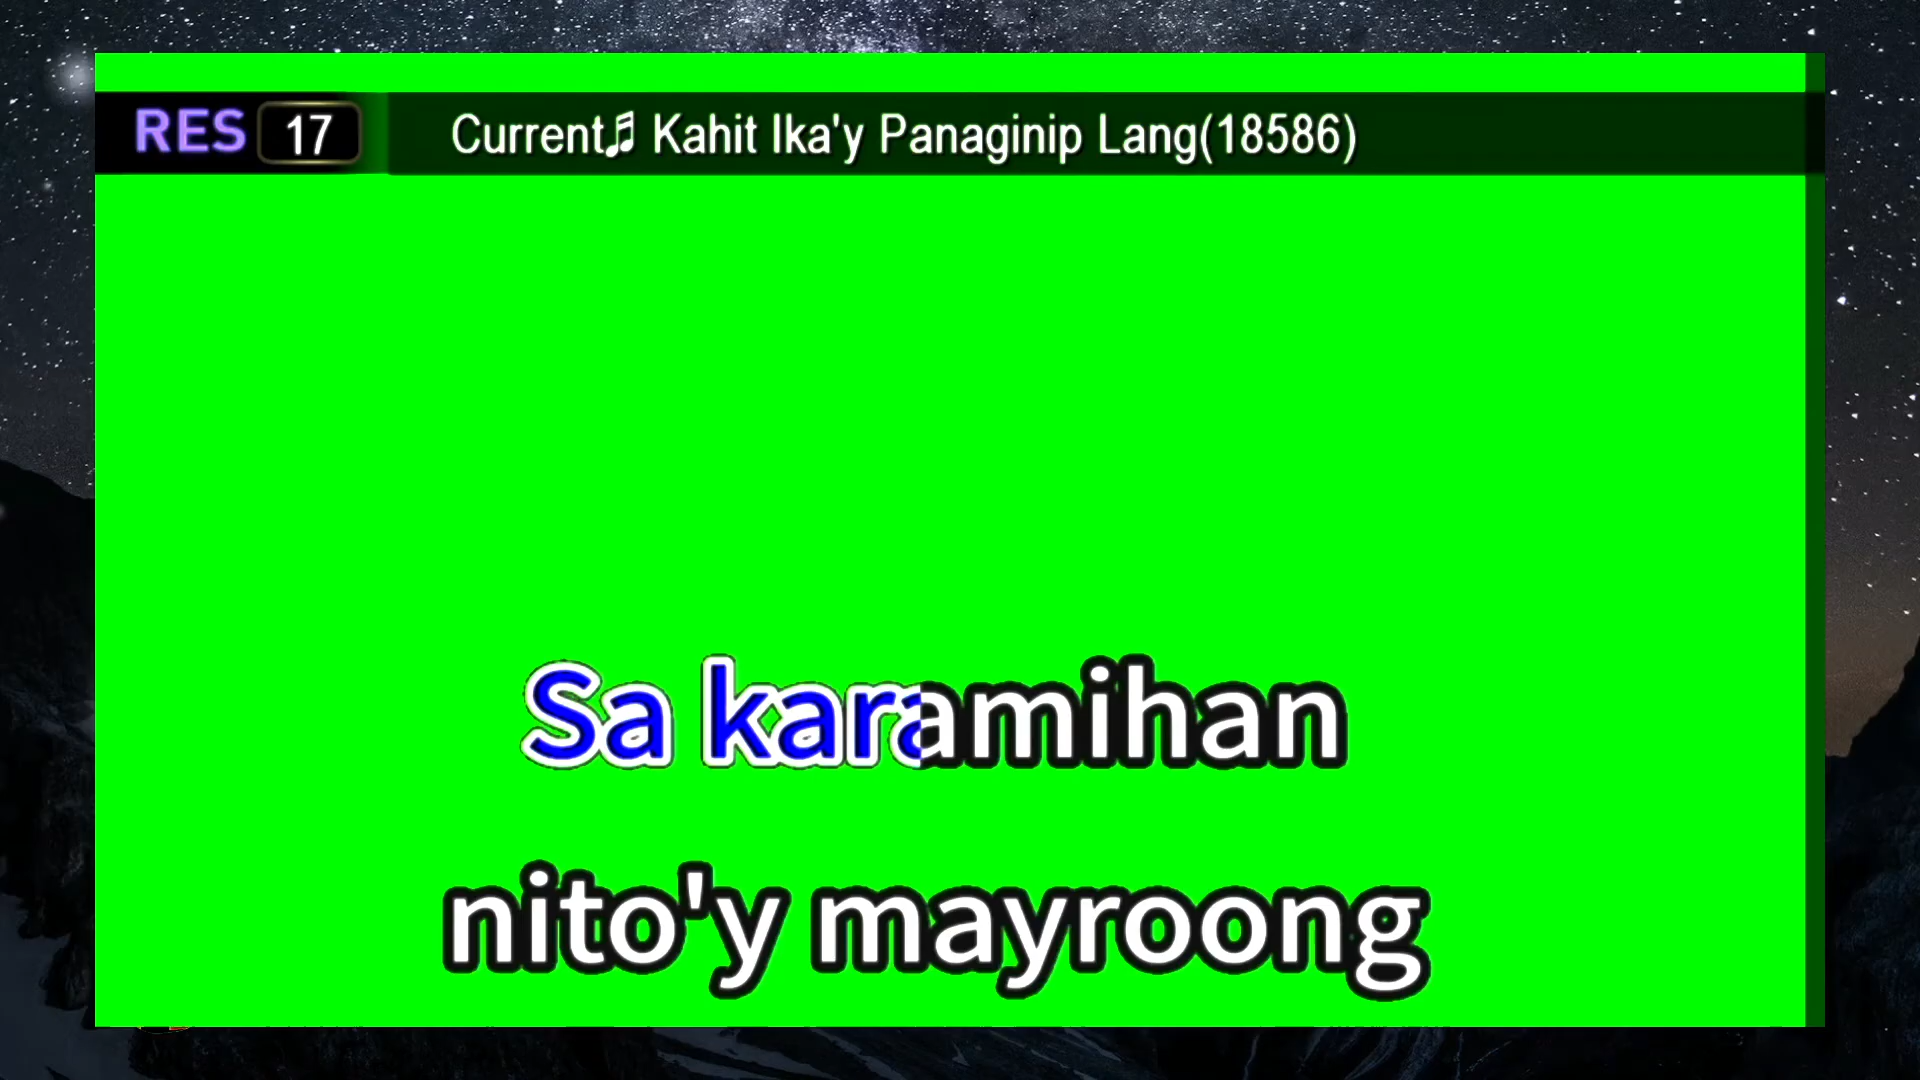 RES 17 Current♫ Kahit Ika'y Panaginip Lang(18586)
Sa karamihan
nito'y mayroong